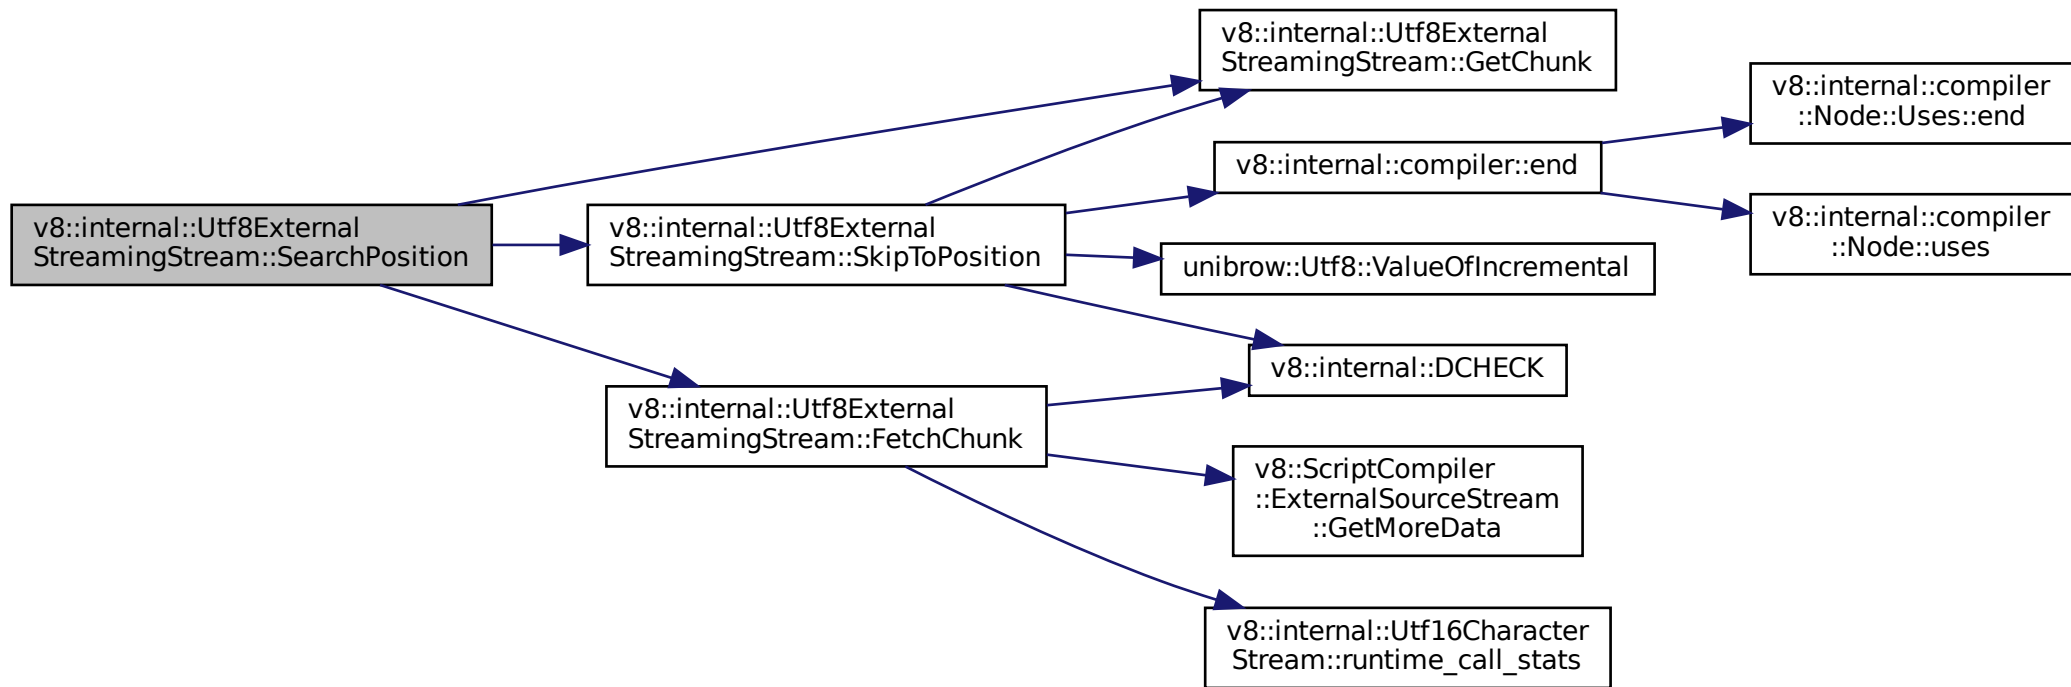 v8::internal::Utf8External
StreamingStream::SearchPosition
v8::internal::Utf8External
StreamingStream::GetChunk
v8::internal::Utf8External
StreamingStream::SkipToPosition
v8::internal::compiler::end
v8::internal::compiler
::Node::Uses::end
v8::internal::compiler
::Node::uses
unibrow::Utf8::ValueOfIncremental
v8::internal::DCHECK
v8::internal::Utf8External
StreamingStream::FetchChunk
v8::ScriptCompiler
::ExternalSourceStream
::GetMoreData
v8::internal::Utf16Character
Stream::runtime_call_stats